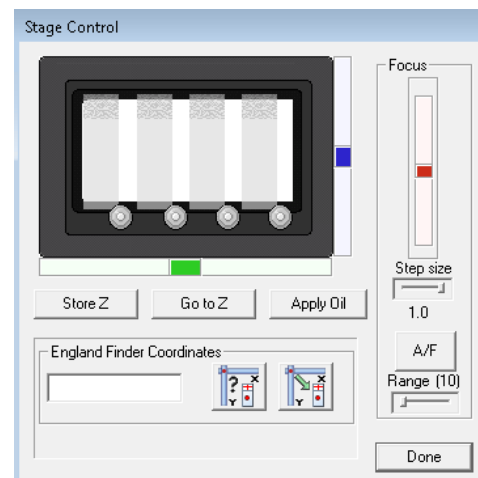 Stage Control
Focus
Step size
1.0
Store Z
Go to Z
Apply Oil
A/F
Range (10)
England Finder Coordinates
? X
Y
X
Y
Done